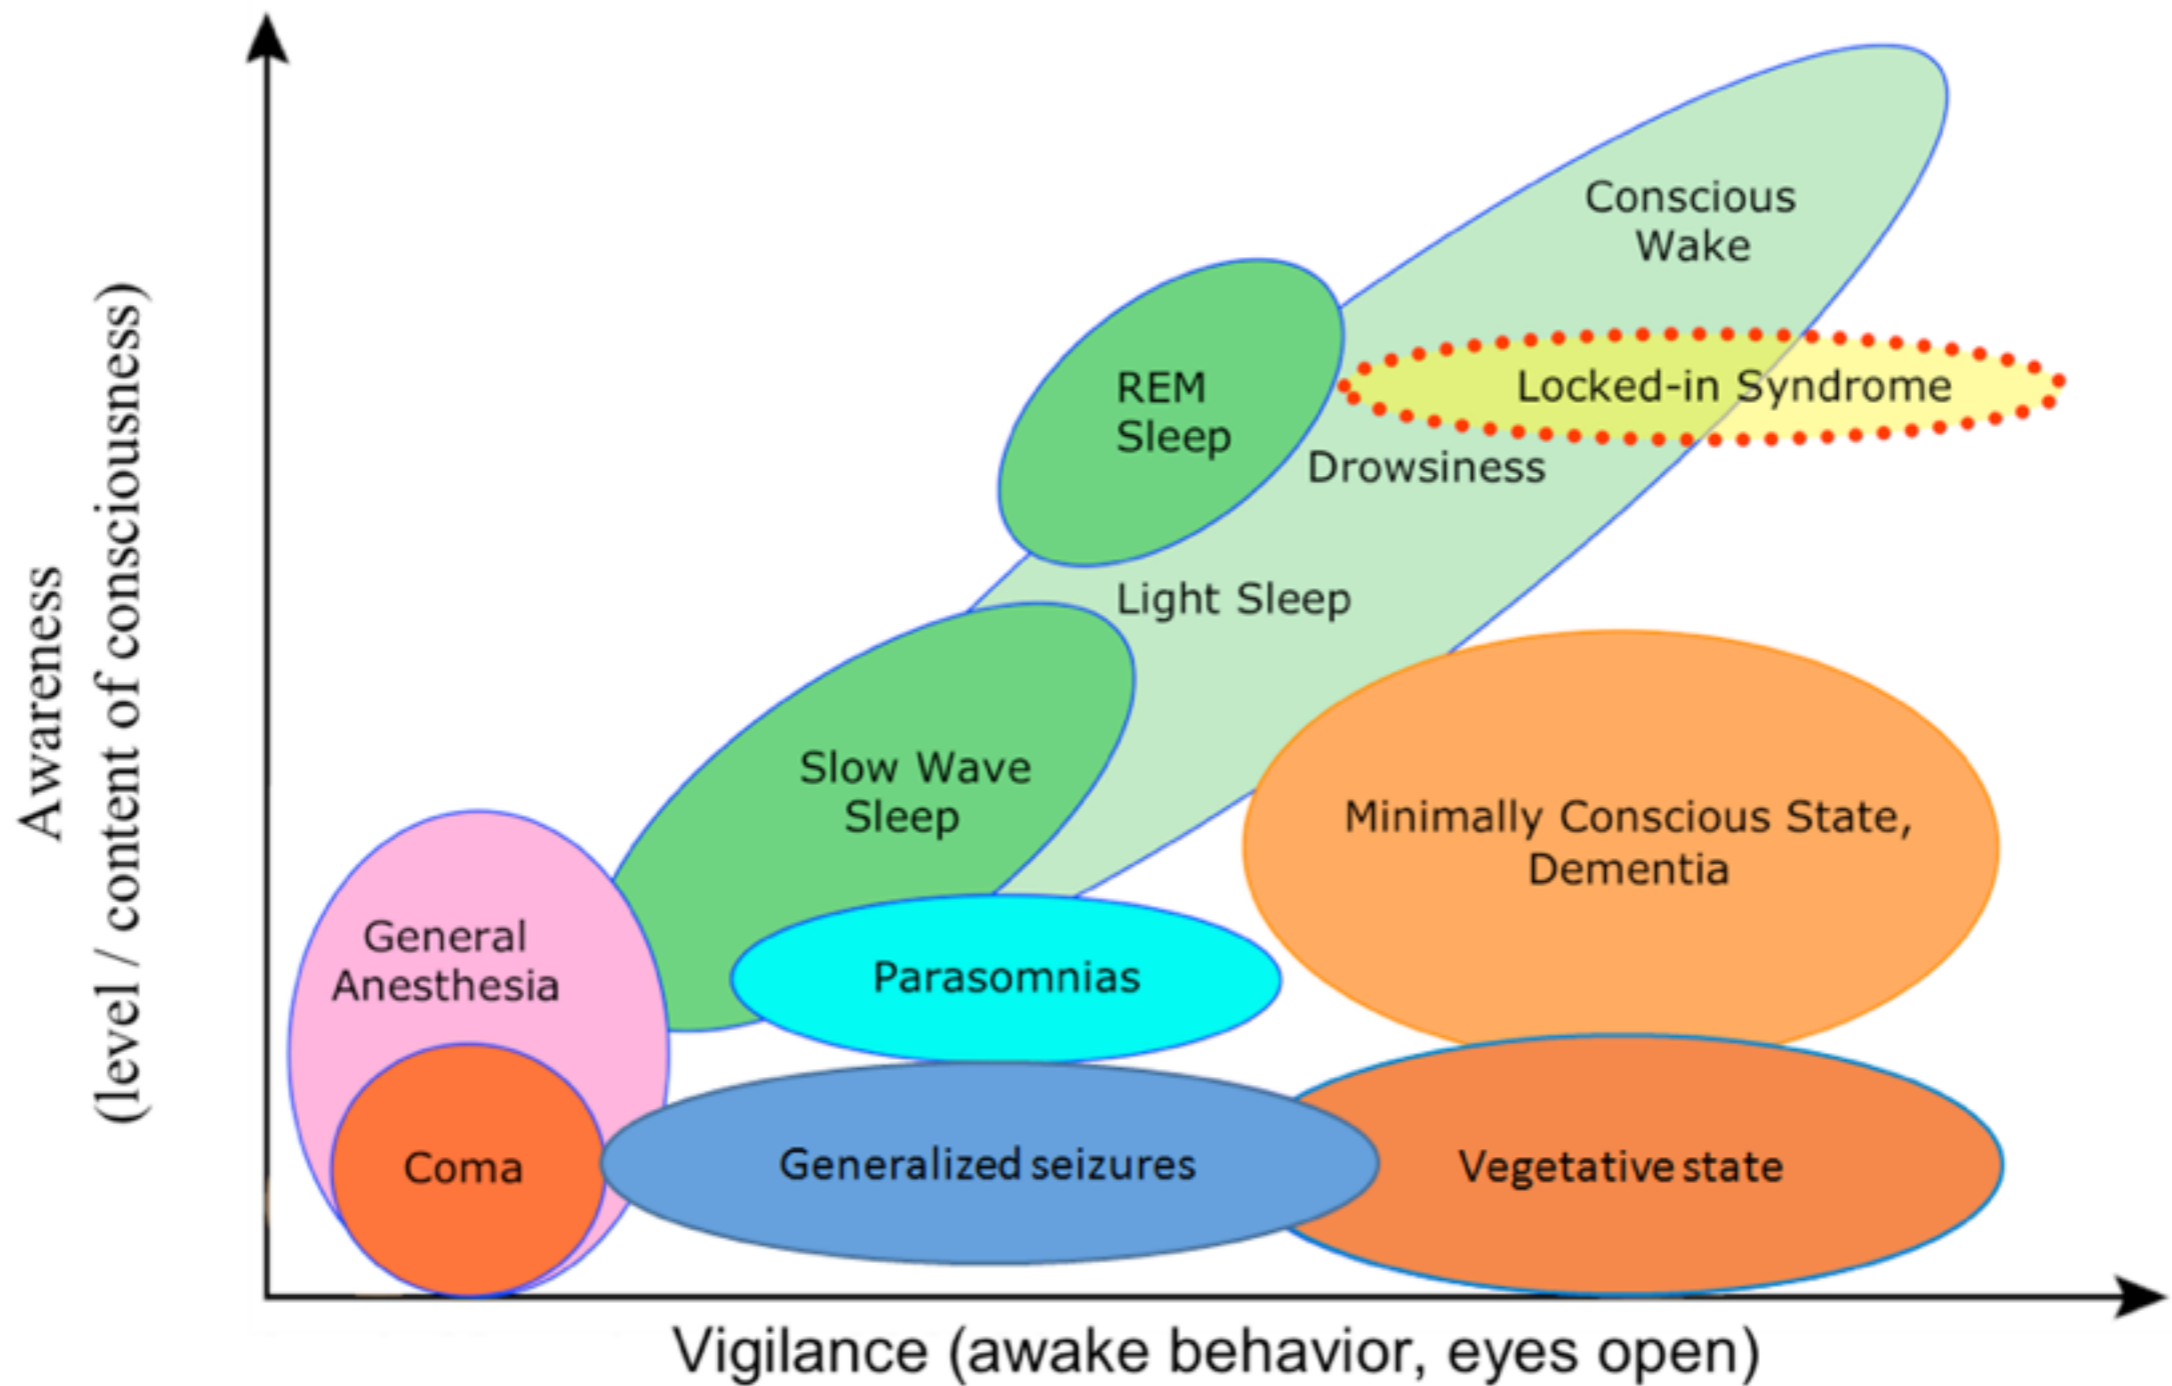 Awareness
(level / content of consciousness)
Conscious
Wake
REM
Sleep
Locked-in Syndrome
Drowsiness
Light Sleep
Slow Wave
Sleep
Minimally Conscious State,
Dementia
General
Anesthesia
Parasomnias
Coma
Generalized seizures
Vegetative state
Vigilance (awake behavior, eyes open)